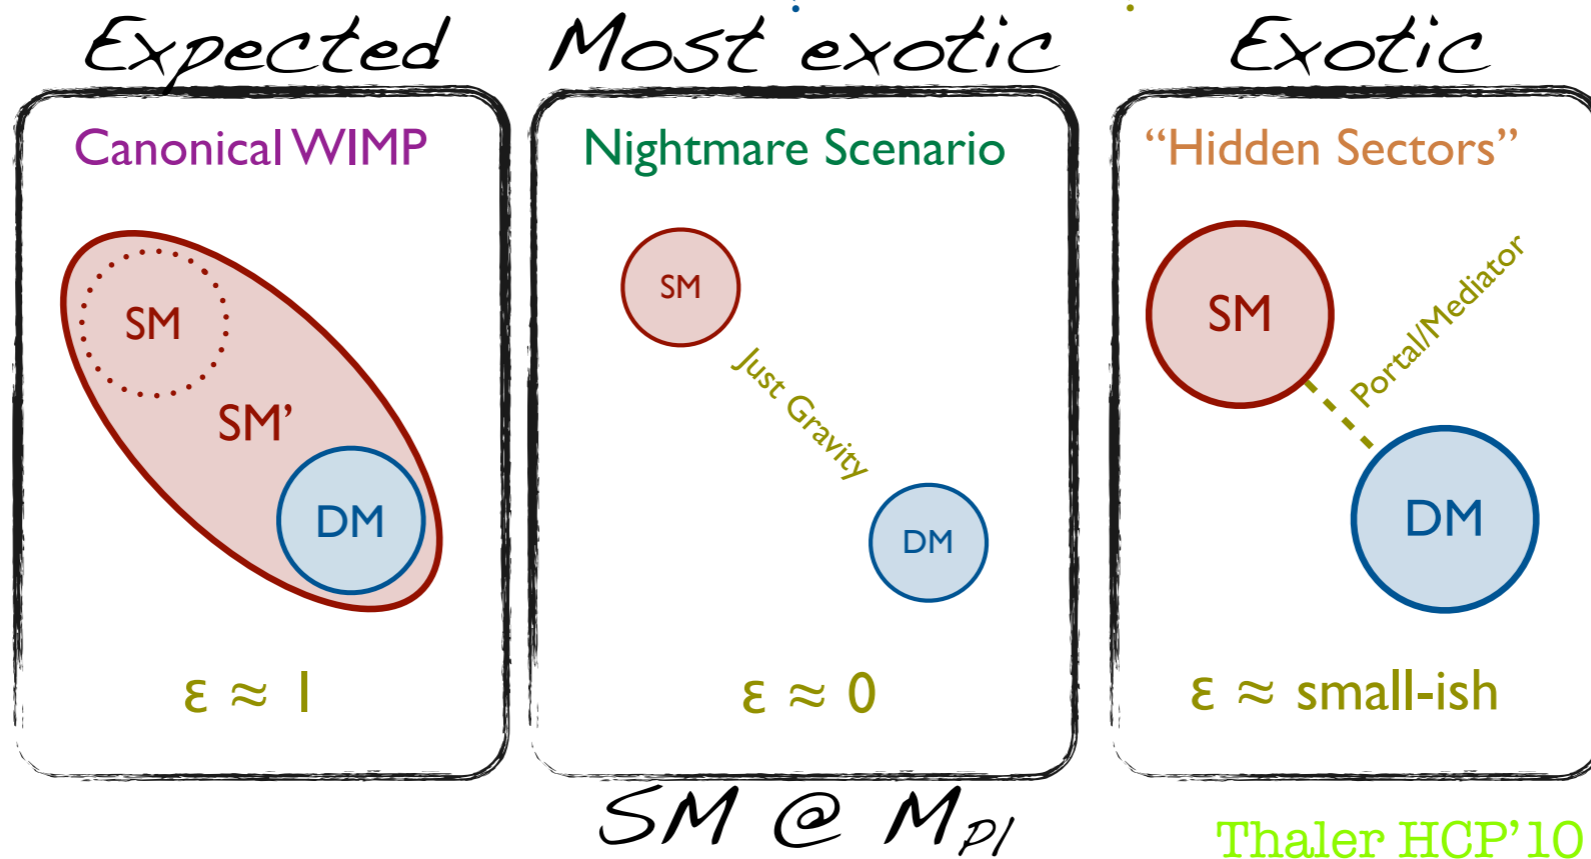 Expected
Most exotic
Exotic
Canonical WIMP
SM
SM’
DM
ε ≈ 1
Nightmare Scenario
SM
Just Gravity
DM
ε ≈ 0
“Hidden Sectors”
SM
Portal/Mediator
DM
ε ≈ small-ish
SM @ Mpl
Thaler HCP’10